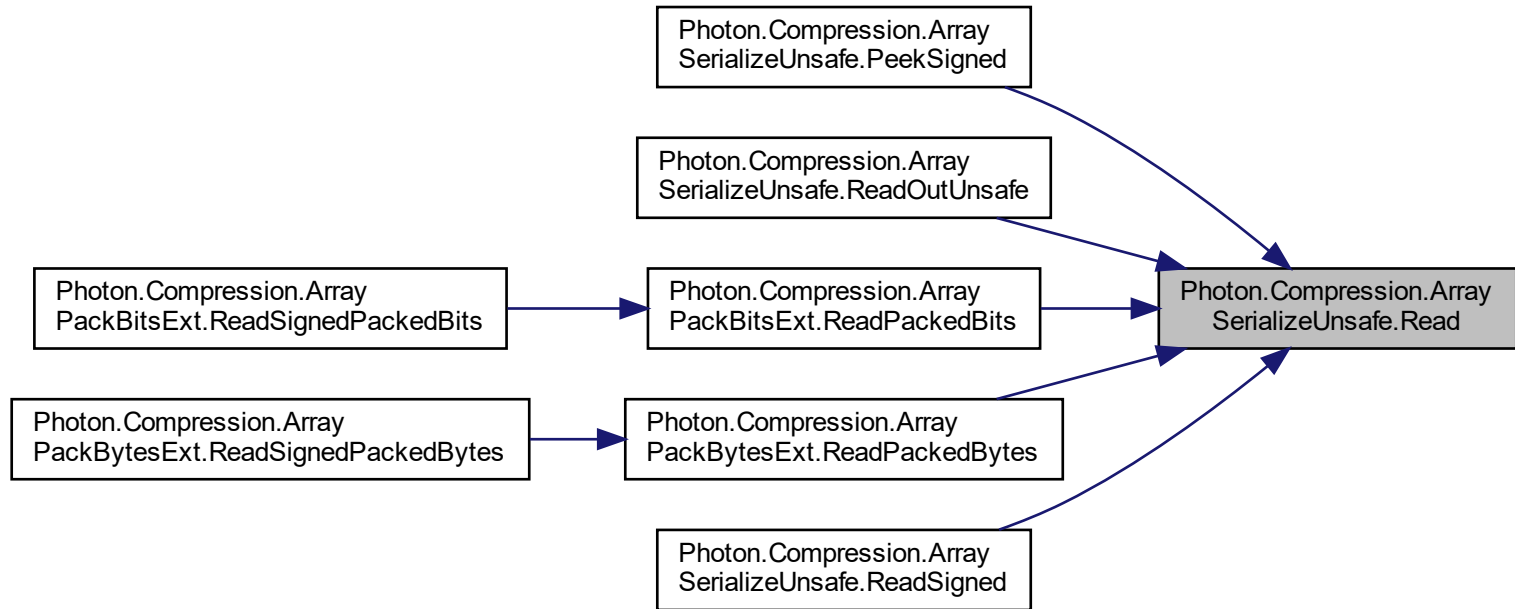 Photon.Compression.Array
SerializeUnsafe.PeekSigned
Photon.Compression.Array
SerializeUnsafe.ReadOutUnsafe
Photon.Compression.Array
PackBitsExt.ReadSignedPackedBits
Photon.Compression.Array
PackBitsExt.ReadPackedBits
Photon.Compression.Array
SerializeUnsafe.Read
Photon.Compression.Array
PackBytesExt.ReadSignedPackedBytes
Photon.Compression.Array
PackBytesExt.ReadPackedBytes
Photon.Compression.Array
SerializeUnsafe.ReadSigned